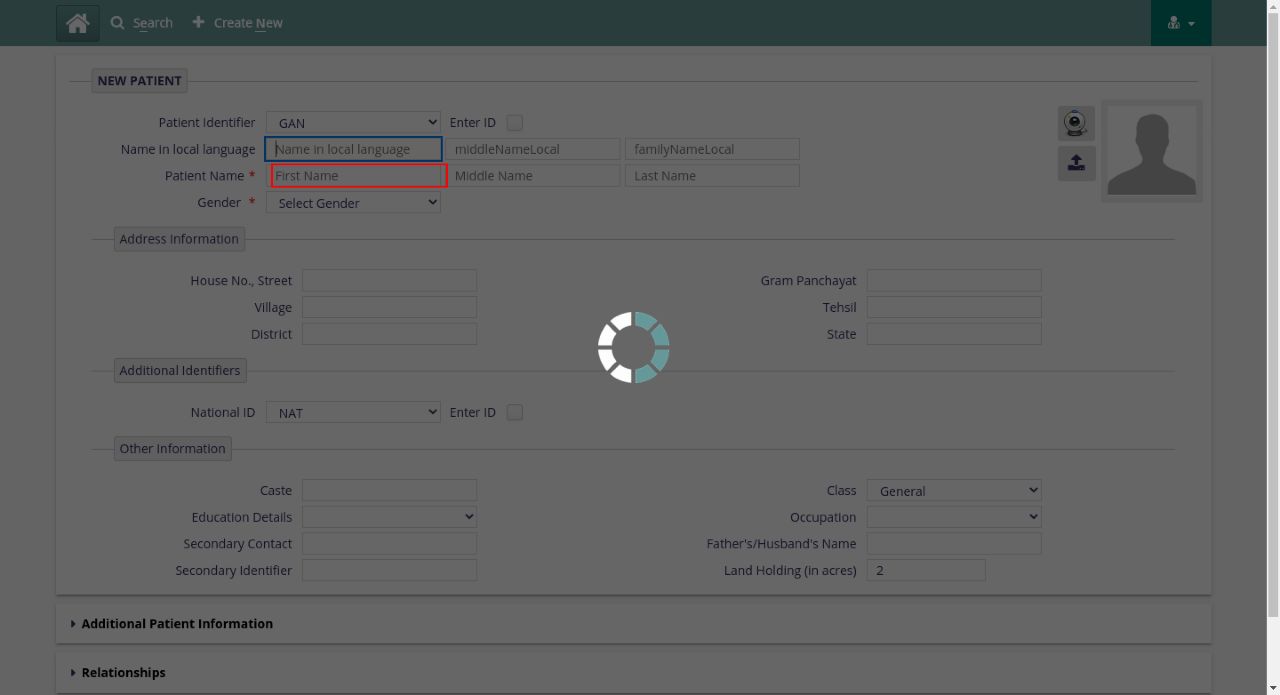 Search Create New
NEW PATIENT
Patient Identifier GAN Enter ID
Name in local language Name in local language middleNameLocal familyNameLocal
Patient Name * First Name Middle Name Last Name
Gender * Select Gender
Address Information
House No., Street Gram Panchayat
Village Tehsil
District State
Additional Identifiers
National ID NAT Enter ID
Other Information
Caste Class General
Education Details Occupation
Secondary Contact Father's/Husband's Name
Secondary Identifier Land Holding (in acres) 2
Additional Patient Information
Relationships